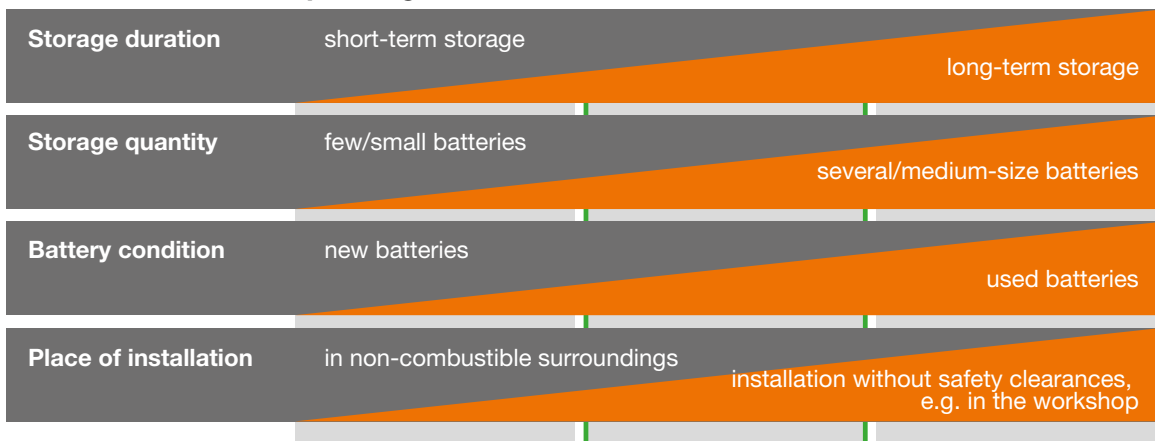 Storage duration short-term storage
long-term storage
Storage quantity few/small batteries
several/medium-size batteries
Battery condition new batteries
used batteries
Place of installation in non-combustible surroundings
installation without safety clearances,
e.g. in the workshop